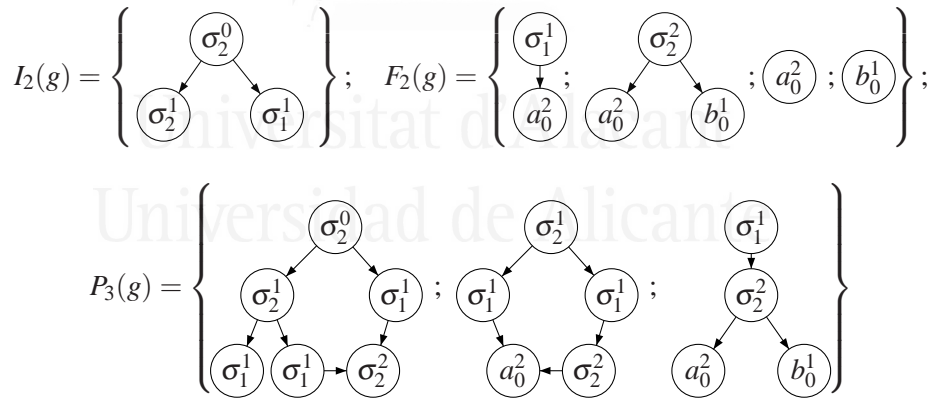 I₂(g) = { σ₂⁰ σ₂¹ σ₁¹ } ; F₂(g) = { σ₁¹ a₀² ; σ₂² a₀² b₀¹ ; a₀² ; b₀¹ } ;
Universitat d'Alacant
Universidad de Alicante
P₃(g) = { σ₂⁰ σ₂¹ σ₁¹ σ₁¹ σ₁¹ σ₂² ; σ₂¹ σ₁¹ σ₁¹ a₀² σ₂² ; σ₁¹ σ₂² a₀² b₀¹ }